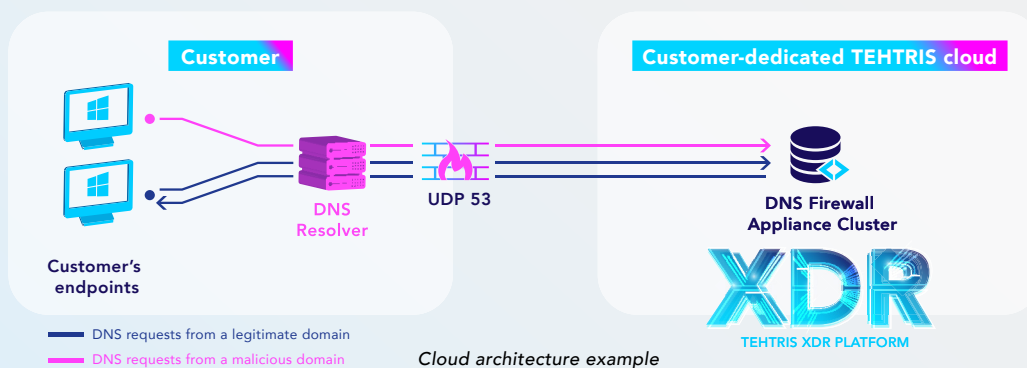 Customer
Customer-dedicated TEHTRIS cloud
DNS
Resolver
UDP 53
DNS Firewall
Appliance Cluster
Customer's
endpoints
XDR
TEHTRIS XDR PLATFORM
DNS requests from a legitimate domain
DNS requests from a malicious domain
Cloud architecture example